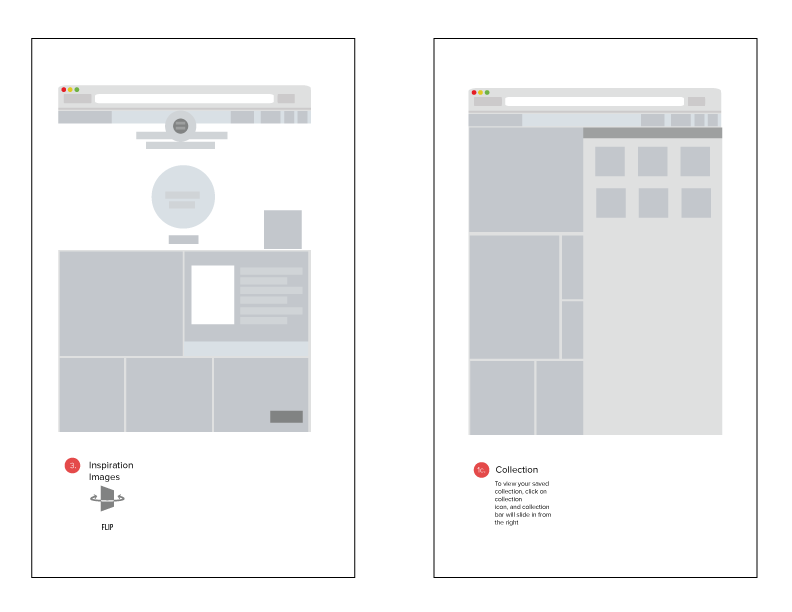 3.
Inspiration
Images
FLIP
1c.
Collection
To view your saved
collection, click on
collection
icon, and collection
bar will slide in from
the right